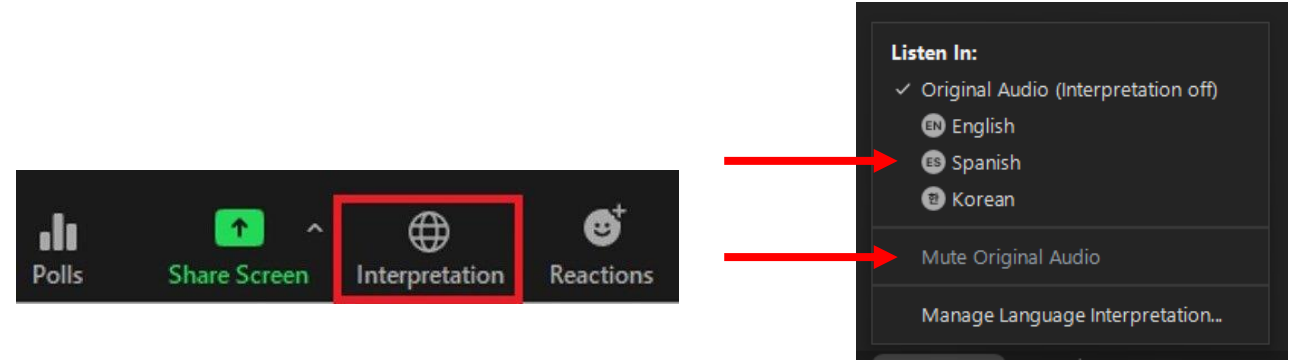 Polls
Share Screen
Interpretation
Reactions
Listen In:
Original Audio (Interpretation off)
EN English
ES Spanish
한 Korean
Mute Original Audio
Manage Language Interpretation...